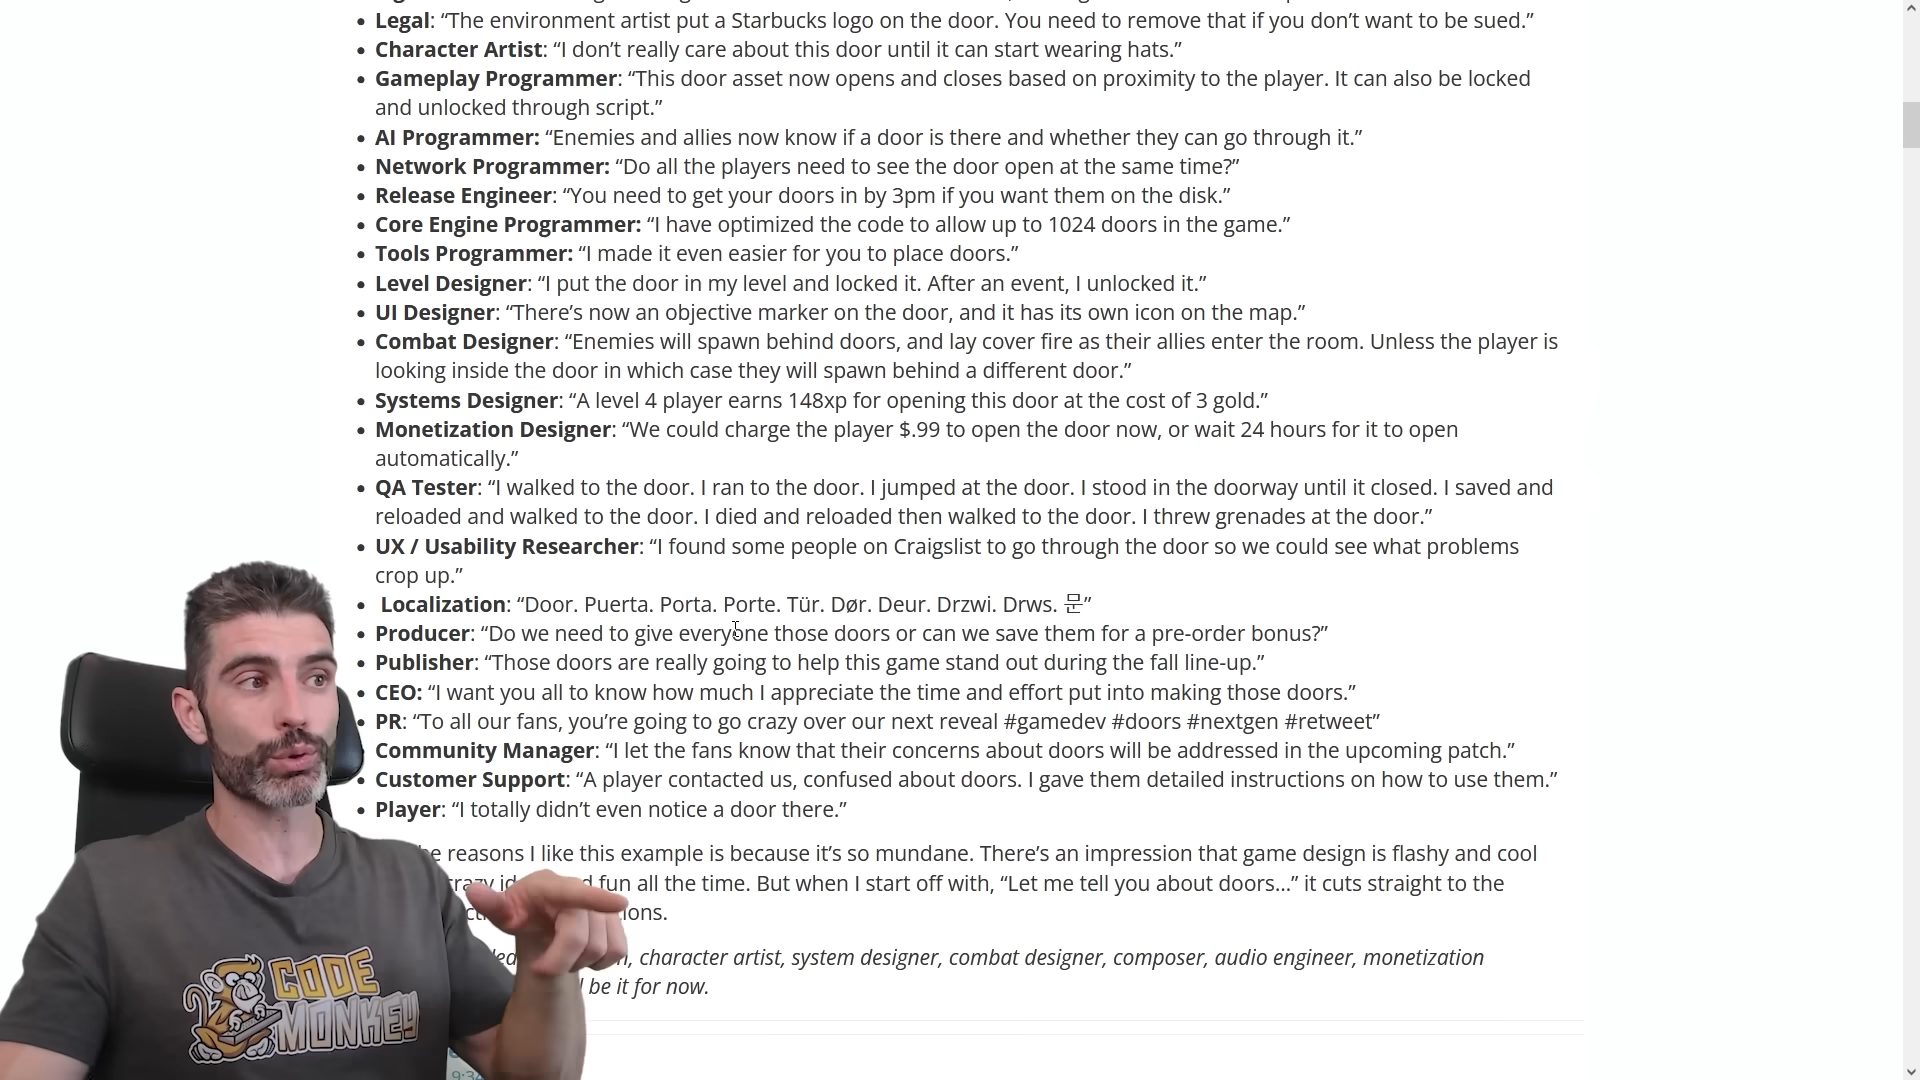 Legal: “The environment artist put a Starbucks logo on the door. You need to remove that if you don’t want to be sued.”
Character Artist: “I don’t really care about this door until it can start wearing hats.”
Gameplay Programmer: “This door asset now opens and closes based on proximity to the player. It can also be locked
and unlocked through script.”
AI Programmer: “Enemies and allies now know if a door is there and whether they can go through it.”
Network Programmer: “Do all the players need to see the door open at the same time?”
Release Engineer: “You need to get your doors in by 3pm if you want them on the disk.”
Core Engine Programmer: “I have optimized the code to allow up to 1024 doors in the game.”
Tools Programmer: “I made it even easier for you to place doors.”
Level Designer: “I put the door in my level and locked it. After an event, I unlocked it.”
UI Designer: “There’s now an objective marker on the door, and it has its own icon on the map.”
Combat Designer: “Enemies will spawn behind doors, and lay cover fire as their allies enter the room. Unless the player is
looking inside the door in which case they will spawn behind a different door.”
Systems Designer: “A level 4 player earns 148xp for opening this door at the cost of 3 gold.”
Monetization Designer: “We could charge the player $.99 to open the door now, or wait 24 hours for it to open
automatically.”
QA Tester: “I walked to the door. I ran to the door. I jumped at the door. I stood in the doorway until it closed. I saved and
reloaded and walked to the door. I died and reloaded then walked to the door. I threw grenades at the door.”
UX / Usability Researcher: “I found some people on Craigslist to go through the door so we could see what problems
crop up.”
Localization: “Door. Puerta. Porta. Porte. Tür. Dør. Deur. Drzwi. Drws. 문”
Producer: “Do we need to give everyone those doors or can we save them for a pre-order bonus?”
Publisher: “Those doors are really going to help this game stand out during the fall line-up.”
CEO: “I want you all to know how much I appreciate the time and effort put into making those doors.”
PR: “To all our fans, you’re going to go crazy over our next reveal #gamedev #doors #nextgen #retweet”
Community Manager: “I let the fans know that their concerns about doors will be addressed in the upcoming patch.”
Customer Support: “A player contacted us, confused about doors. I gave them detailed instructions on how to use them.”
Player: “I totally didn’t even notice a door there.”
reasons I like this example is because it’s so mundane. There’s an impression that game design is flashy and cool
fun all the time. But when I start off with, “Let me tell you about doors...” it cuts straight to the
character artist, system designer, combat designer, composer, audio engineer, monetization
be it for now.
CODE
MONKEY